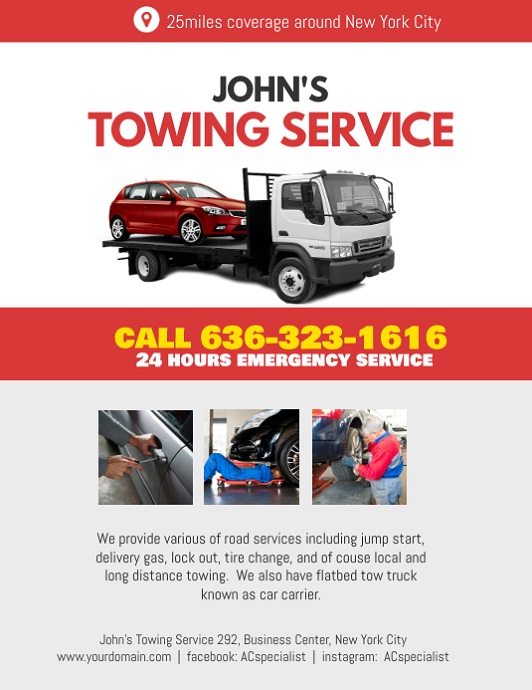 25miles coverage around New York City
JOHN'S
TOWING SERVICE
CALL 636-323-1616
24 HOURS EMERGENCY SERVICE
We provide various of road services including jump start,
delivery gas, lock out, tire change, and of couse local and
long distance towing. We also have flatbed tow truck
known as car carrier.
John's Towing Service 292, Business Center, New York City
www.yourdomain.com | facebook: ACspecialist | instagram: ACspecialist